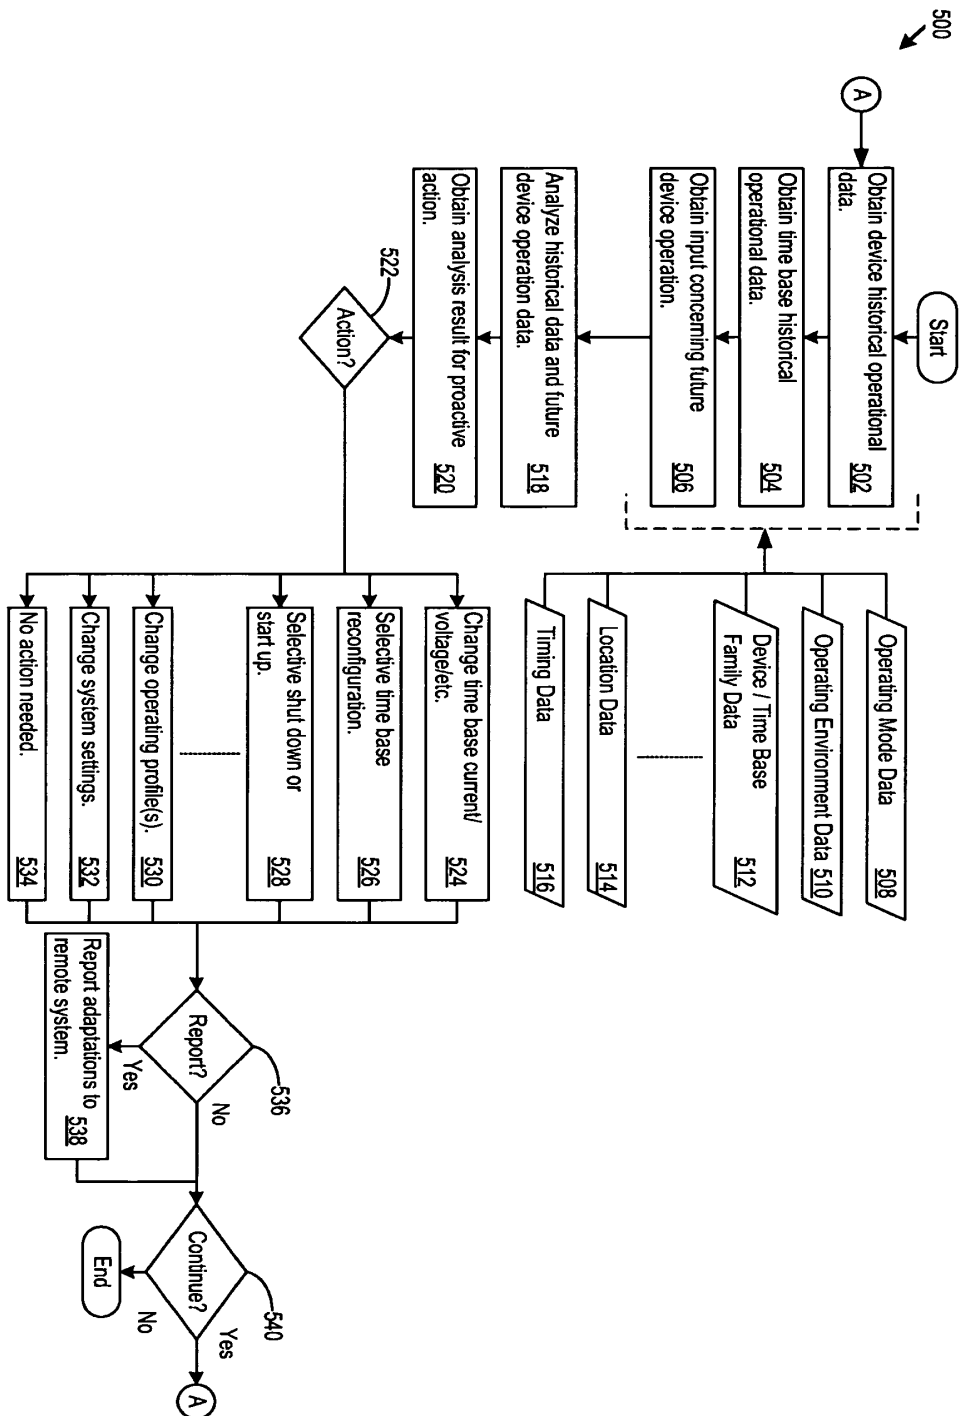 500
Start
A
Obtain device historical operational
data.
502
Obtain time base historical
operational data.
504
Obtain input concerning future
device operation.
506
Operating Mode Data 508
Operating Environment Data 510
Device / Time Base
Family Data
512
Location Data
514
Timing Data
516
Analyze historical data and future
device operation data.
518
Obtain analysis result for proactive
action.
520
522
Action?
Change time base current/
voltage/etc.
524
Selective time base
reconfiguration.
526
Selective shut down or
start up.
528
Change operating profile(s).
530
Change system settings.
532
No action needed.
534
536
Report?
No
Yes
Report adaptations to
remote system.
538
540
Continue?
Yes
No
A
End